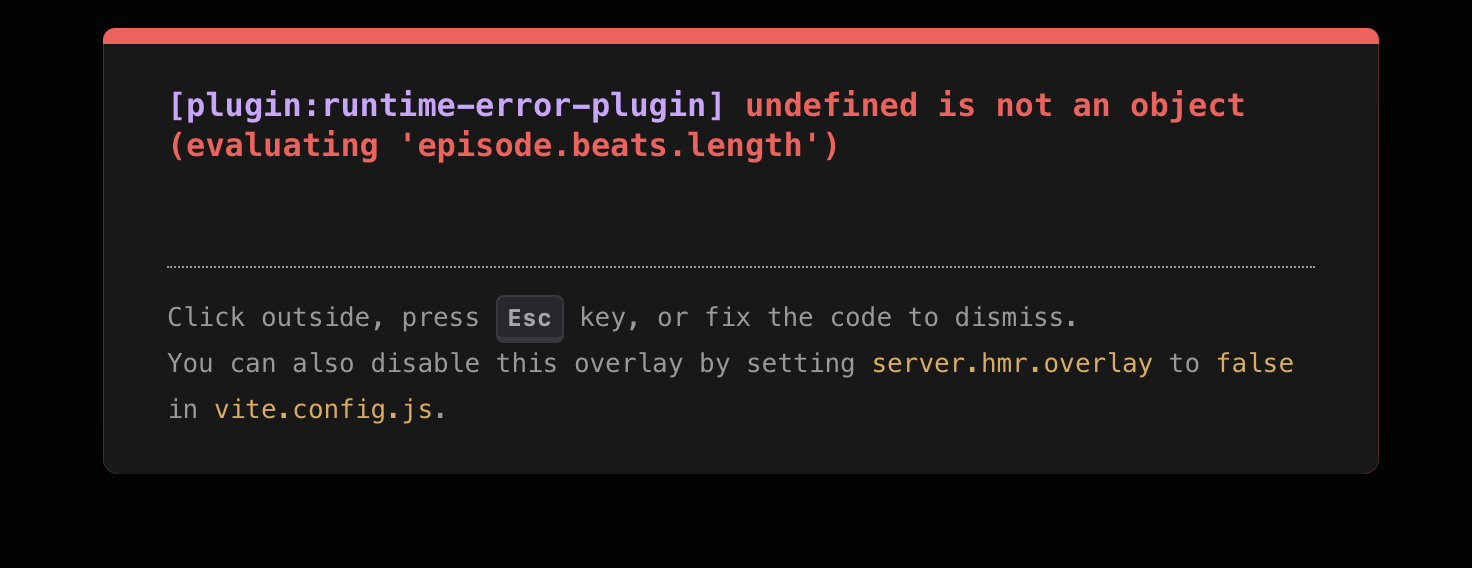 [plugin:runtime-error-plugin] undefined is not an object
(evaluating 'episode.beats.length')
Click outside, press Esc key, or fix the code to dismiss.
You can also disable this overlay by setting server.hmr.overlay to false
in vite.config.js.